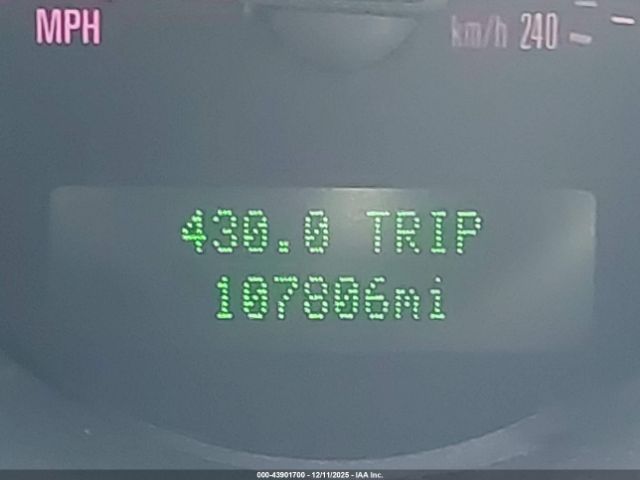 MPH km/h 240
430.0 TRIP
107806mi
000-43901700 - 12/11/2025 - IAA Inc.